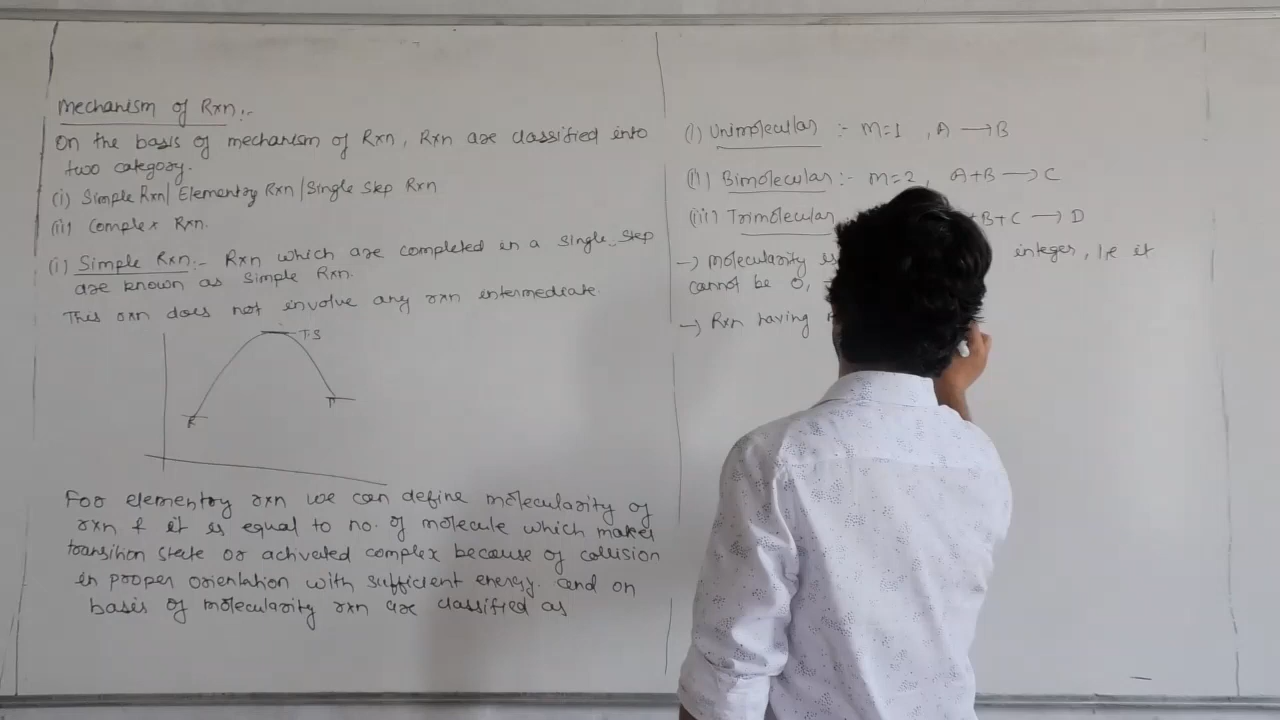 Mechanism of Rxn:-
On the basis of mechanism of Rxn, Rxn are classified into
two category.
(i) Simple Rxn/ Elementry Rxn /Single Step Rxn
(ii) Complex Rxn.
(i) Simple Rxn:- Rxn which are completed in a single step
are known as simple Rxn.
This rxn does not involve any rxn intermediate.
T.S
R
P
For elementry rxn we can define molecularity of
rxn & it is equal to no. of molecule which makes
transition state or activated complex because of collision
in proper orientation with sufficient energy. and on
basis of molecularity rxn are classified as
(i) Unimolecular :- m=1 , A → B
(ii) Bimolecular :- m=2, A+B → C
(iii) Trimolecular +B+C → D
→ molecularity is integer, i.e it
cannot be 0,
→ Rxn having